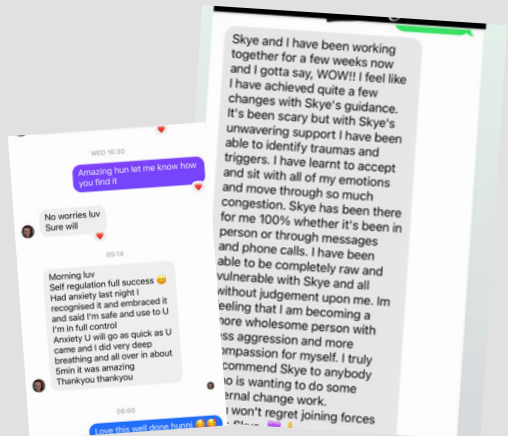 WED 16:30
Amazing hun let me know how
you find it
No worries luv
Sure will
05:14
Morning luv
Self regulation full success 😊
Had anxiety last night I
recognised it and embraced it
and said I'm safe and use to U
I'm in full control
Anxiety U will go as quick as U
came and I did very deep
breathing and all over in about
5min it was amazing
Thankyou thankyou
06:00
Love this well done hunni 🥰🥰
Skye and I have been working
together for a few weeks now
and I gotta say, WOW!! I feel like
I have achieved quite a few
changes with Skye's guidance.
It's been scary but with Skye's
unwavering support I have been
able to identify traumas and
triggers. I have learnt to accept
and sit with all of my emotions
and move through so much
congestion. Skye has been there
for me 100% whether it's been in
person or through messages
and phone calls. I have been
able to be completely raw and
vulnerable with Skye and all
without judgement upon me. Im
feeling that I am becoming a
more wholesome person with
ess aggression and more
ompassion for myself. I truly
commend Skye to anybody
ho is wanting to do some
ernal change work.
u won't regret joining forces
Skye 💜🙏